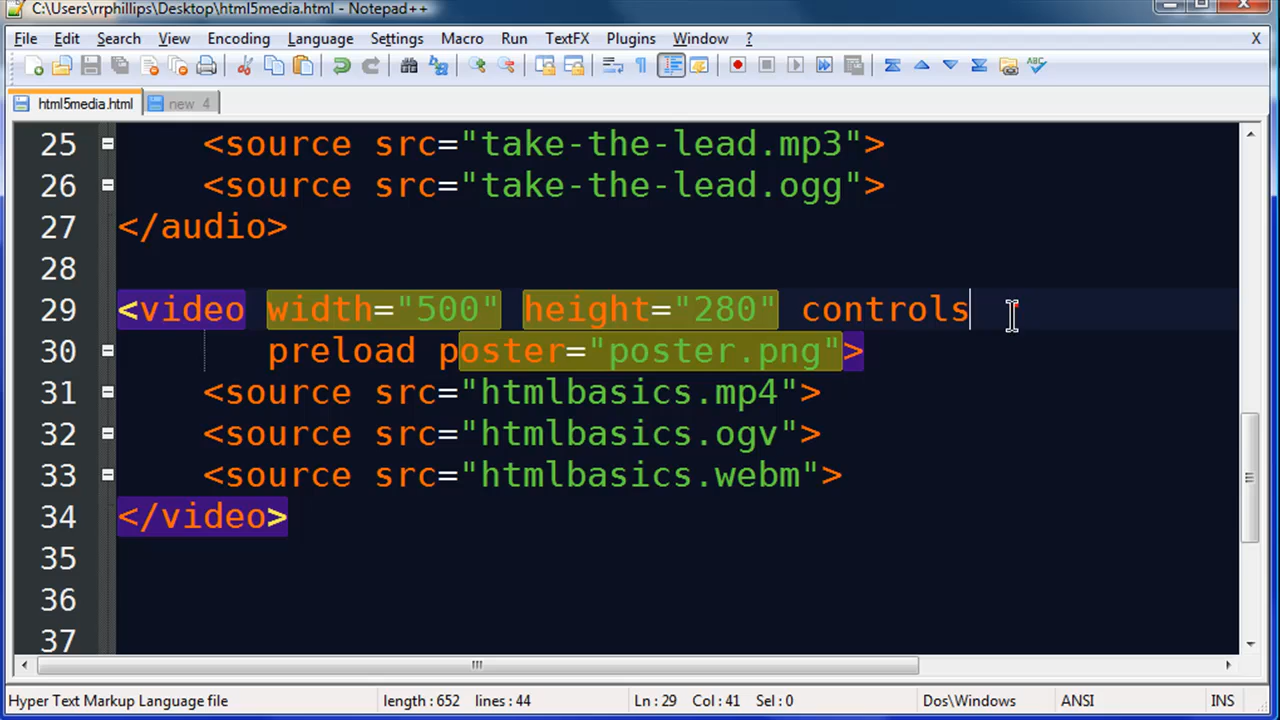 C:\Users\rrphillips\Desktop\html5media.html - Notepad++
File Edit Search View Encoding Language Settings Macro Run TextFX Plugins Window ? X
html5media.html new 4
25 <source src="take-the-lead.mp3">
26 <source src="take-the-lead.ogg">
27 </audio>
28
29 <video width="500" height="280" controls
30 preload poster="poster.png">
31 <source src="htmlbasics.mp4">
32 <source src="htmlbasics.ogv">
33 <source src="htmlbasics.webm">
34 </video>
35
36
37
Hyper Text Markup Language file length : 652 lines : 44 Ln : 29 Col : 41 Sel : 0 Dos\Windows ANSI INS